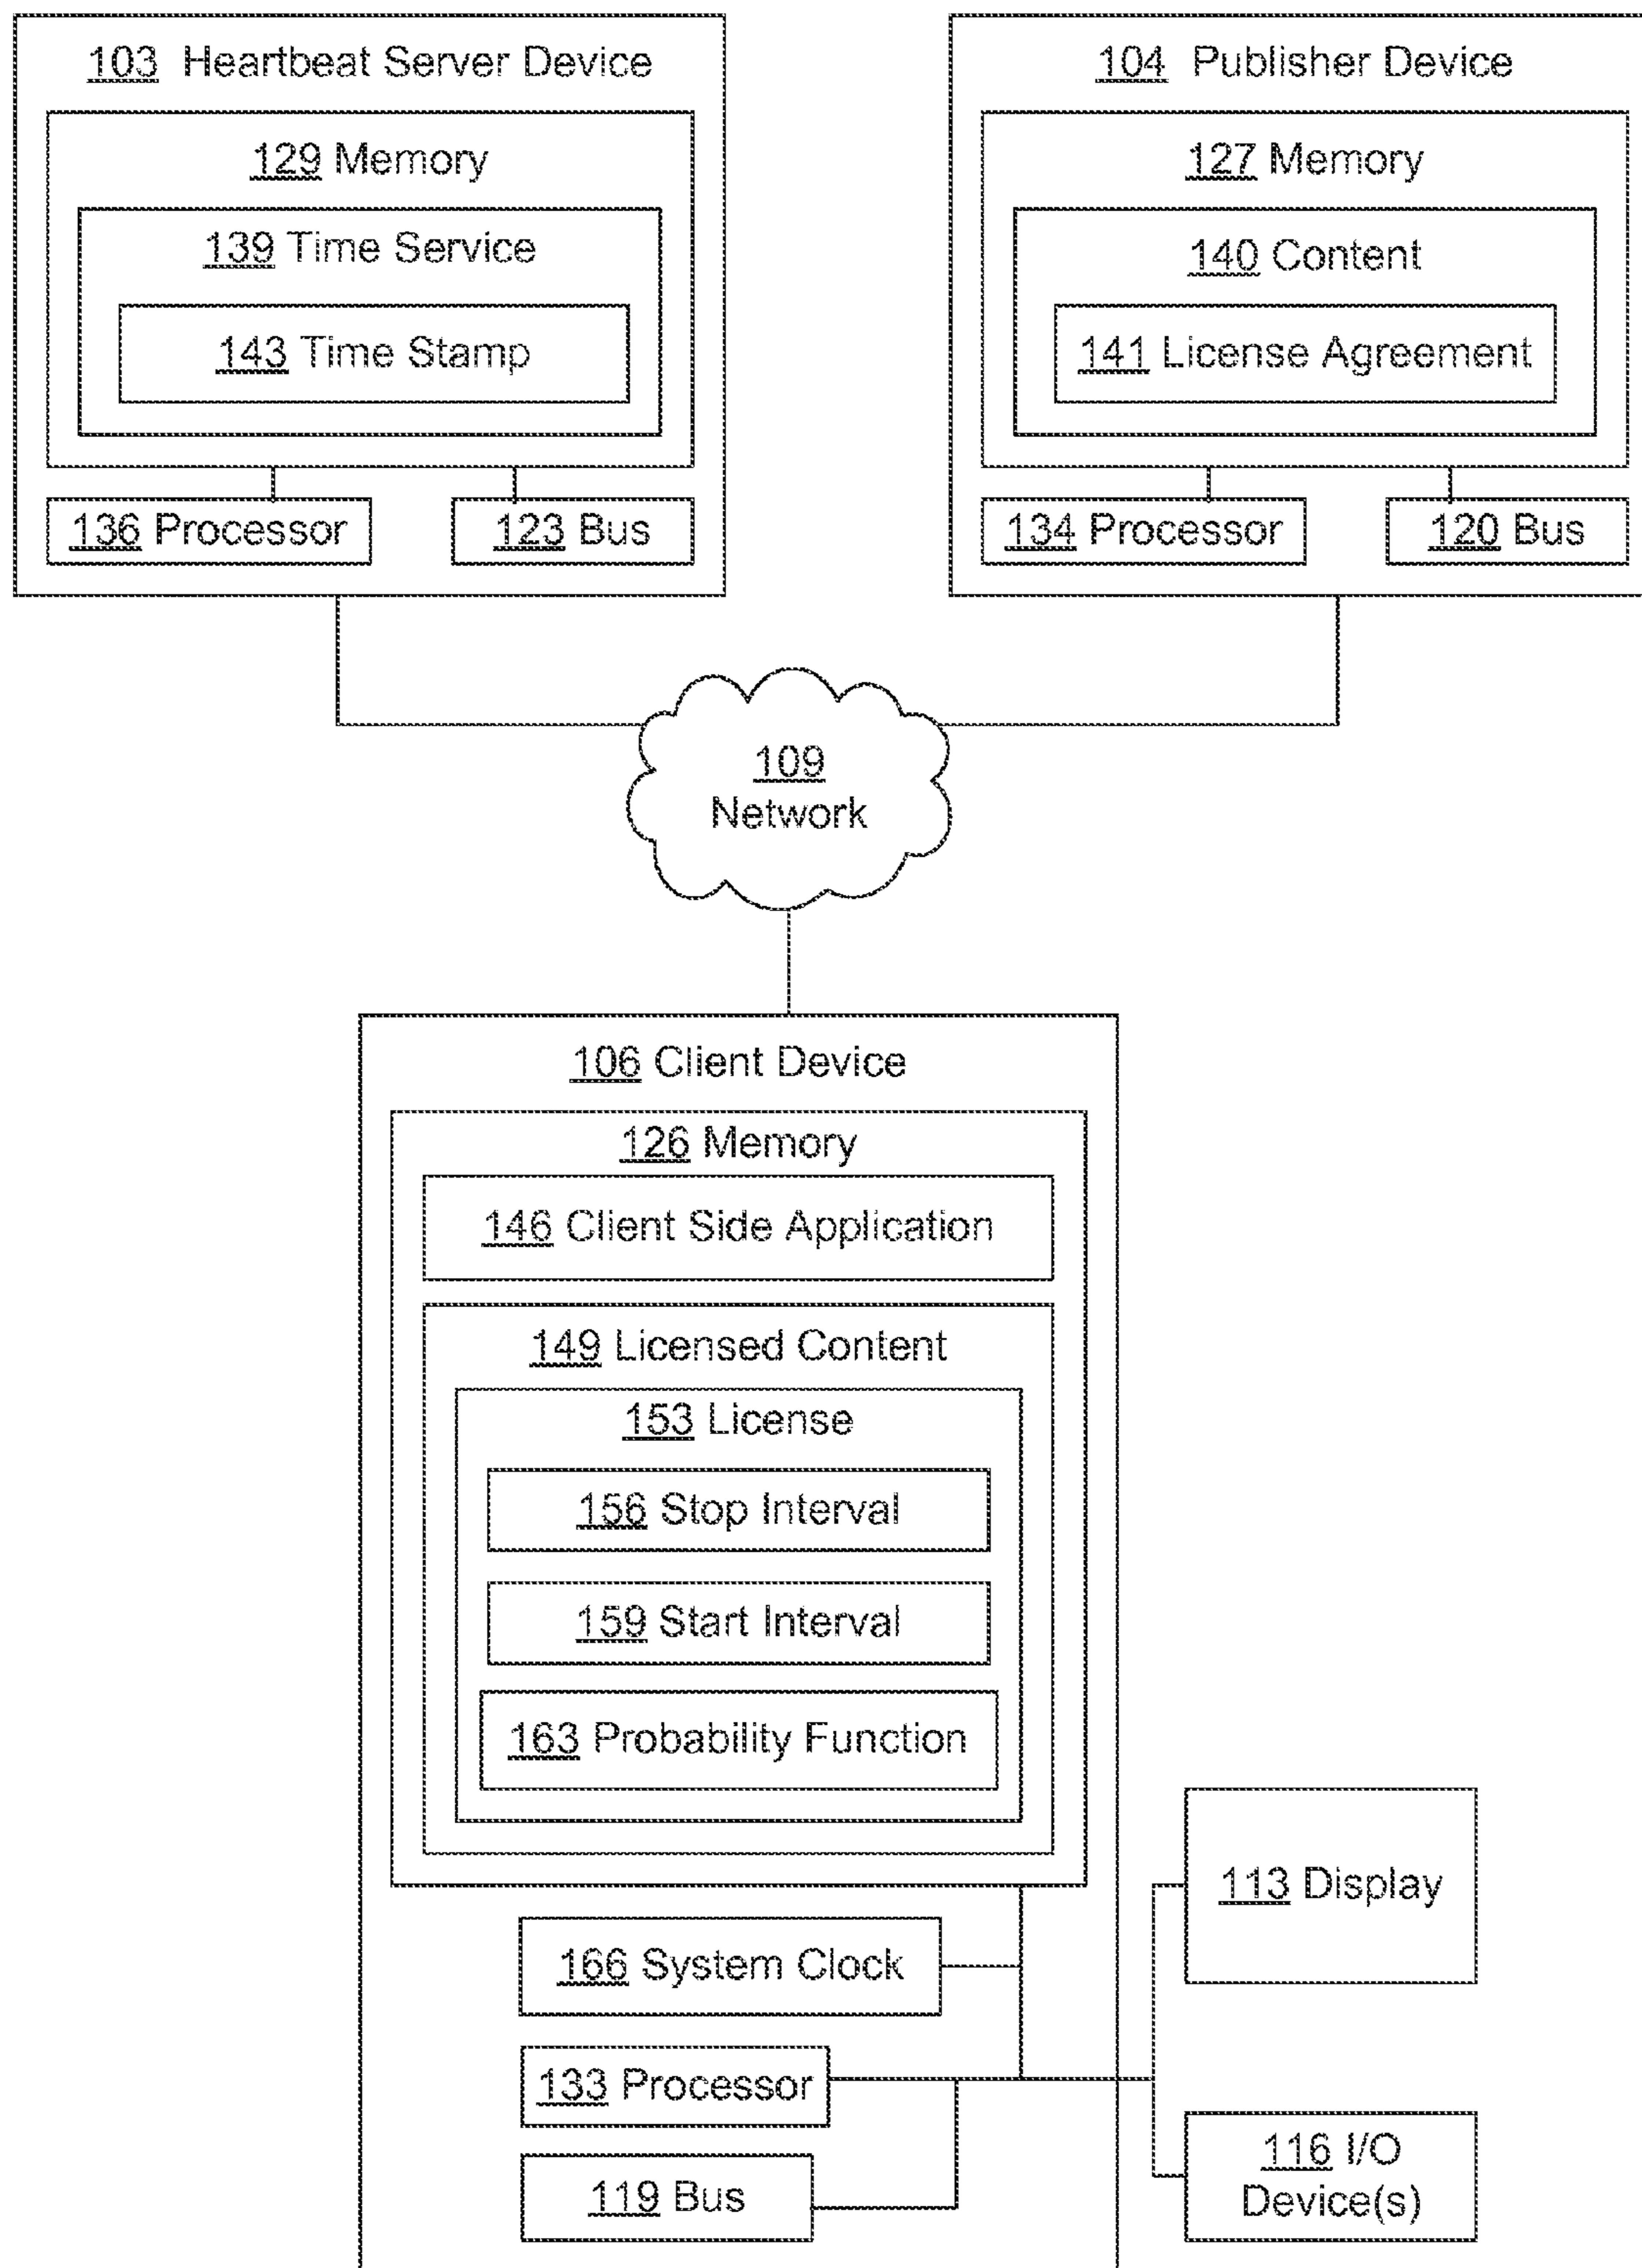 103 Heartbeat Server Device
129 Memory
139 Time Service
143 Time Stamp
136 Processor
123 Bus
104 Publisher Device
127 Memory
140 Content
141 License Agreement
134 Processor
120 Bus
109
Network
106 Client Device
126 Memory
146 Client Side Application
149 Licensed Content
153 License
156 Stop Interval
159 Start Interval
163 Probability Function
166 System Clock
133 Processor
119 Bus
113 Display
116 I/O
Device(s)